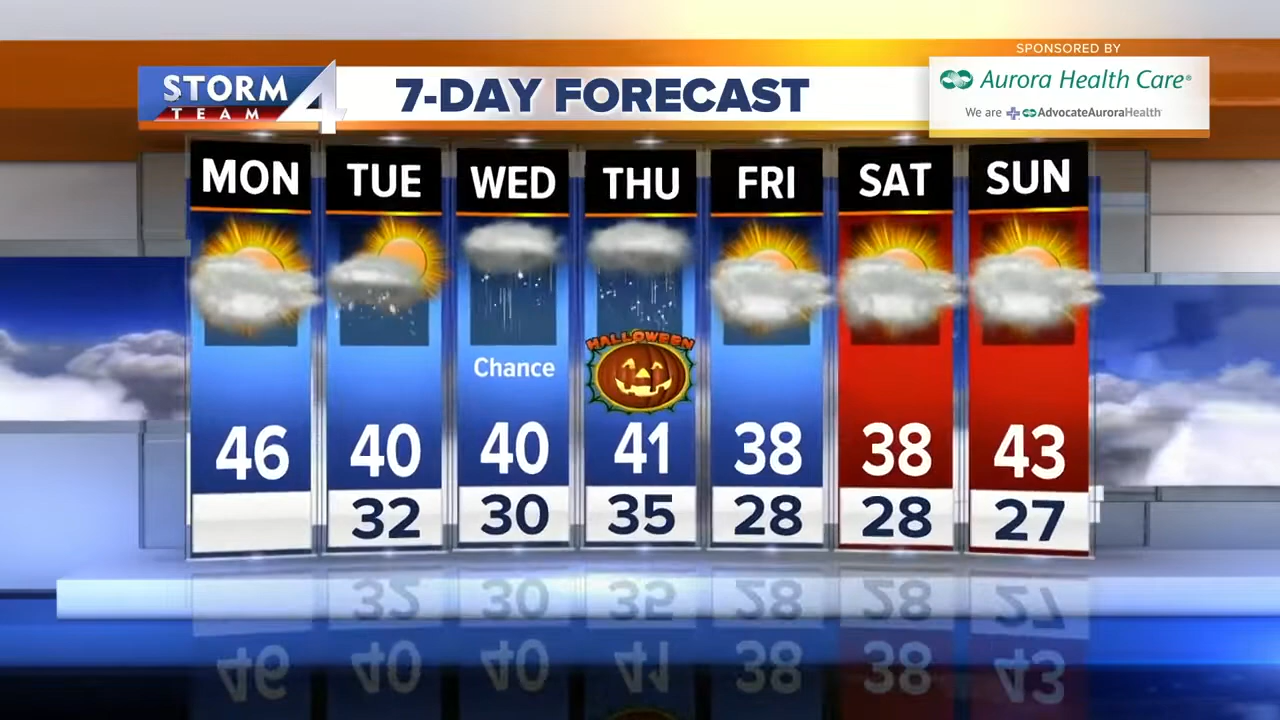 SPONSORED BY
STORM
TEAM
4
7-DAY FORECAST
Aurora Health Care®
We are AdvocateAuroraHealth
MON TUE WED THU FRI SAT SUN
Chance
HALLOWEEN
46 40 40 41 38 38 43
32 30 35 28 28 27